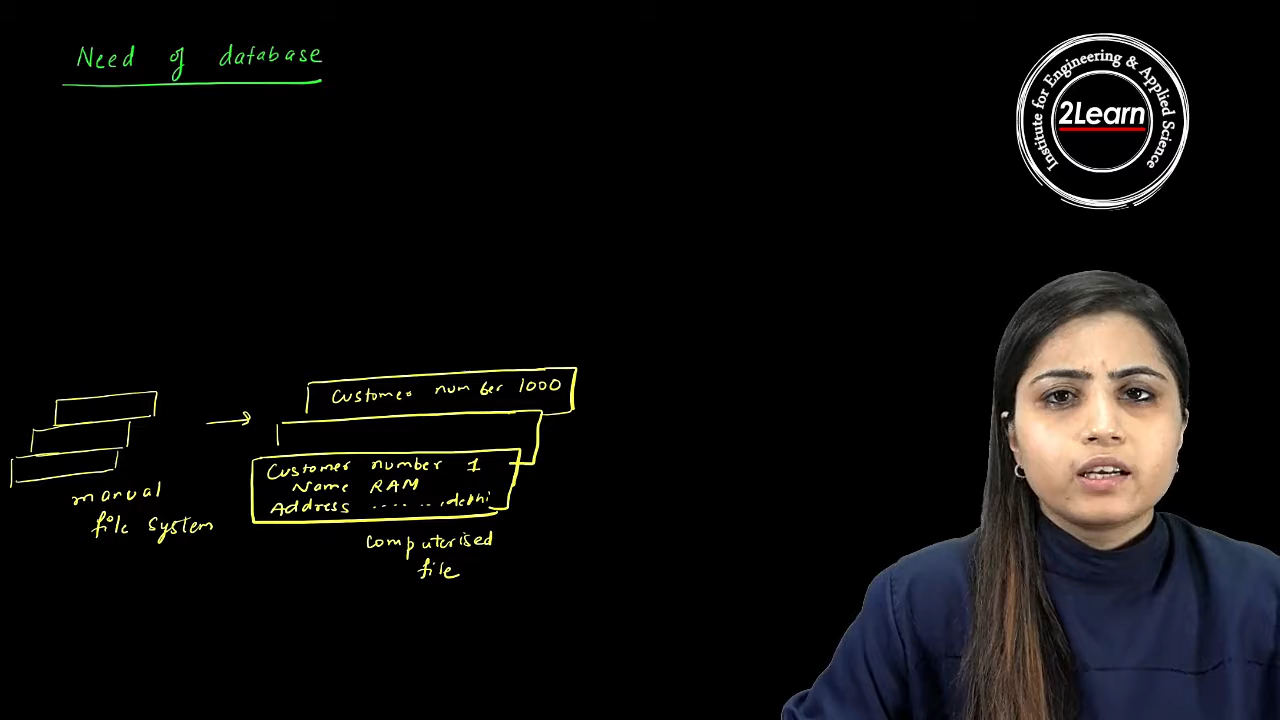 Need of database
Institute for Engineering & Applied Science
2Learn
Customer number 1000
Customer number 1
Name RAM
Address ........delhi
manual
file system
computerised
file